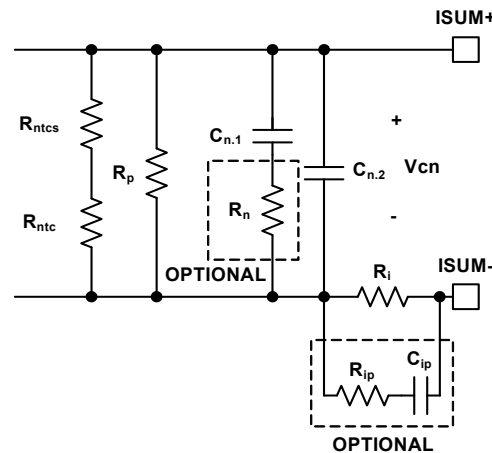 ISUM+
Rntcs
Cn.1
+
Rp
Cn.2
Vcn
Rntc
Rn
-
OPTIONAL
Ri
ISUM-
Rip
Cip
OPTIONAL